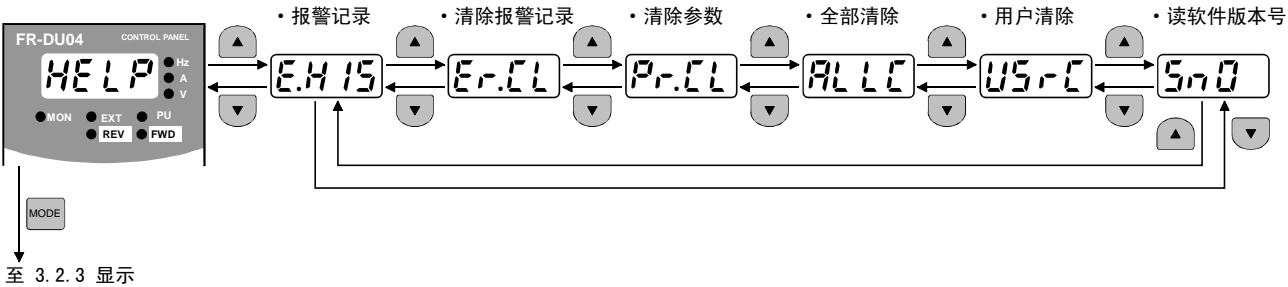 ・报警记录
・清除报警记录
・清除参数
・全部清除
・用户清除
・读软件版本号
FR-DU04
CONTROL PANEL
HELP
Hz
A
V
MON
EXT
PU
REV
FWD
E.HIS
Er.CL
Pr.CL
ALLC
USrC
Sn0
MODE
至 3.2.3 显示